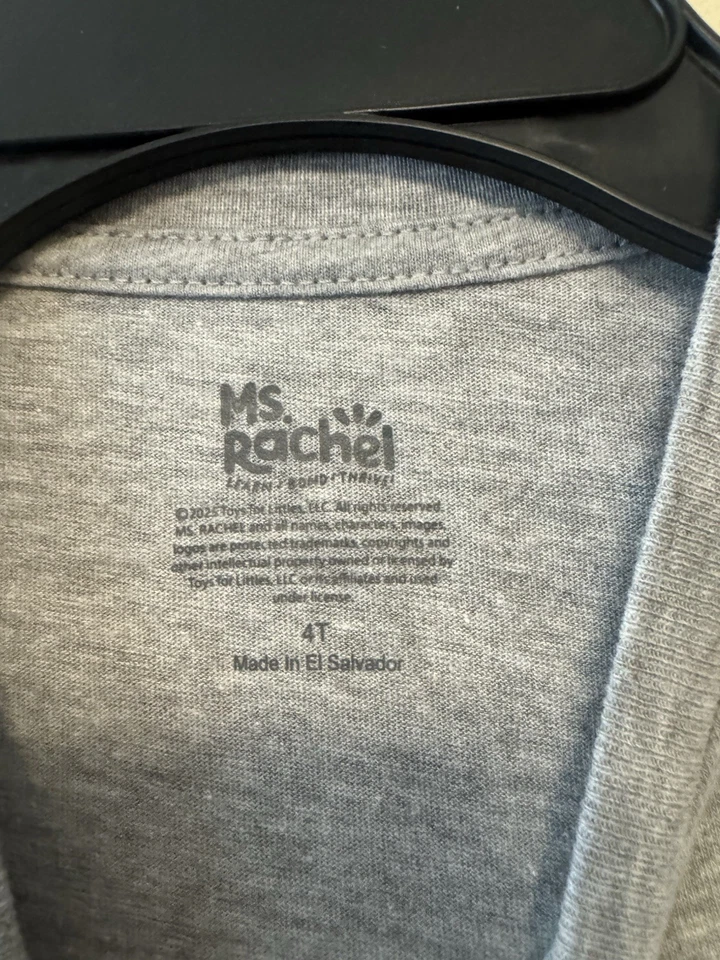 MS.
Rachel
LEARN! BOND! THRIVE!
©2025 Toys for Littles, LLC. All rights reserved.
MS. RACHEL and all names, characters, images,
logos are protected trademarks, copyrights and
other intellectual property owned or licensed by
Toys for Littles, LLC or its affiliates and used
under license.
4T
Made In El Salvador